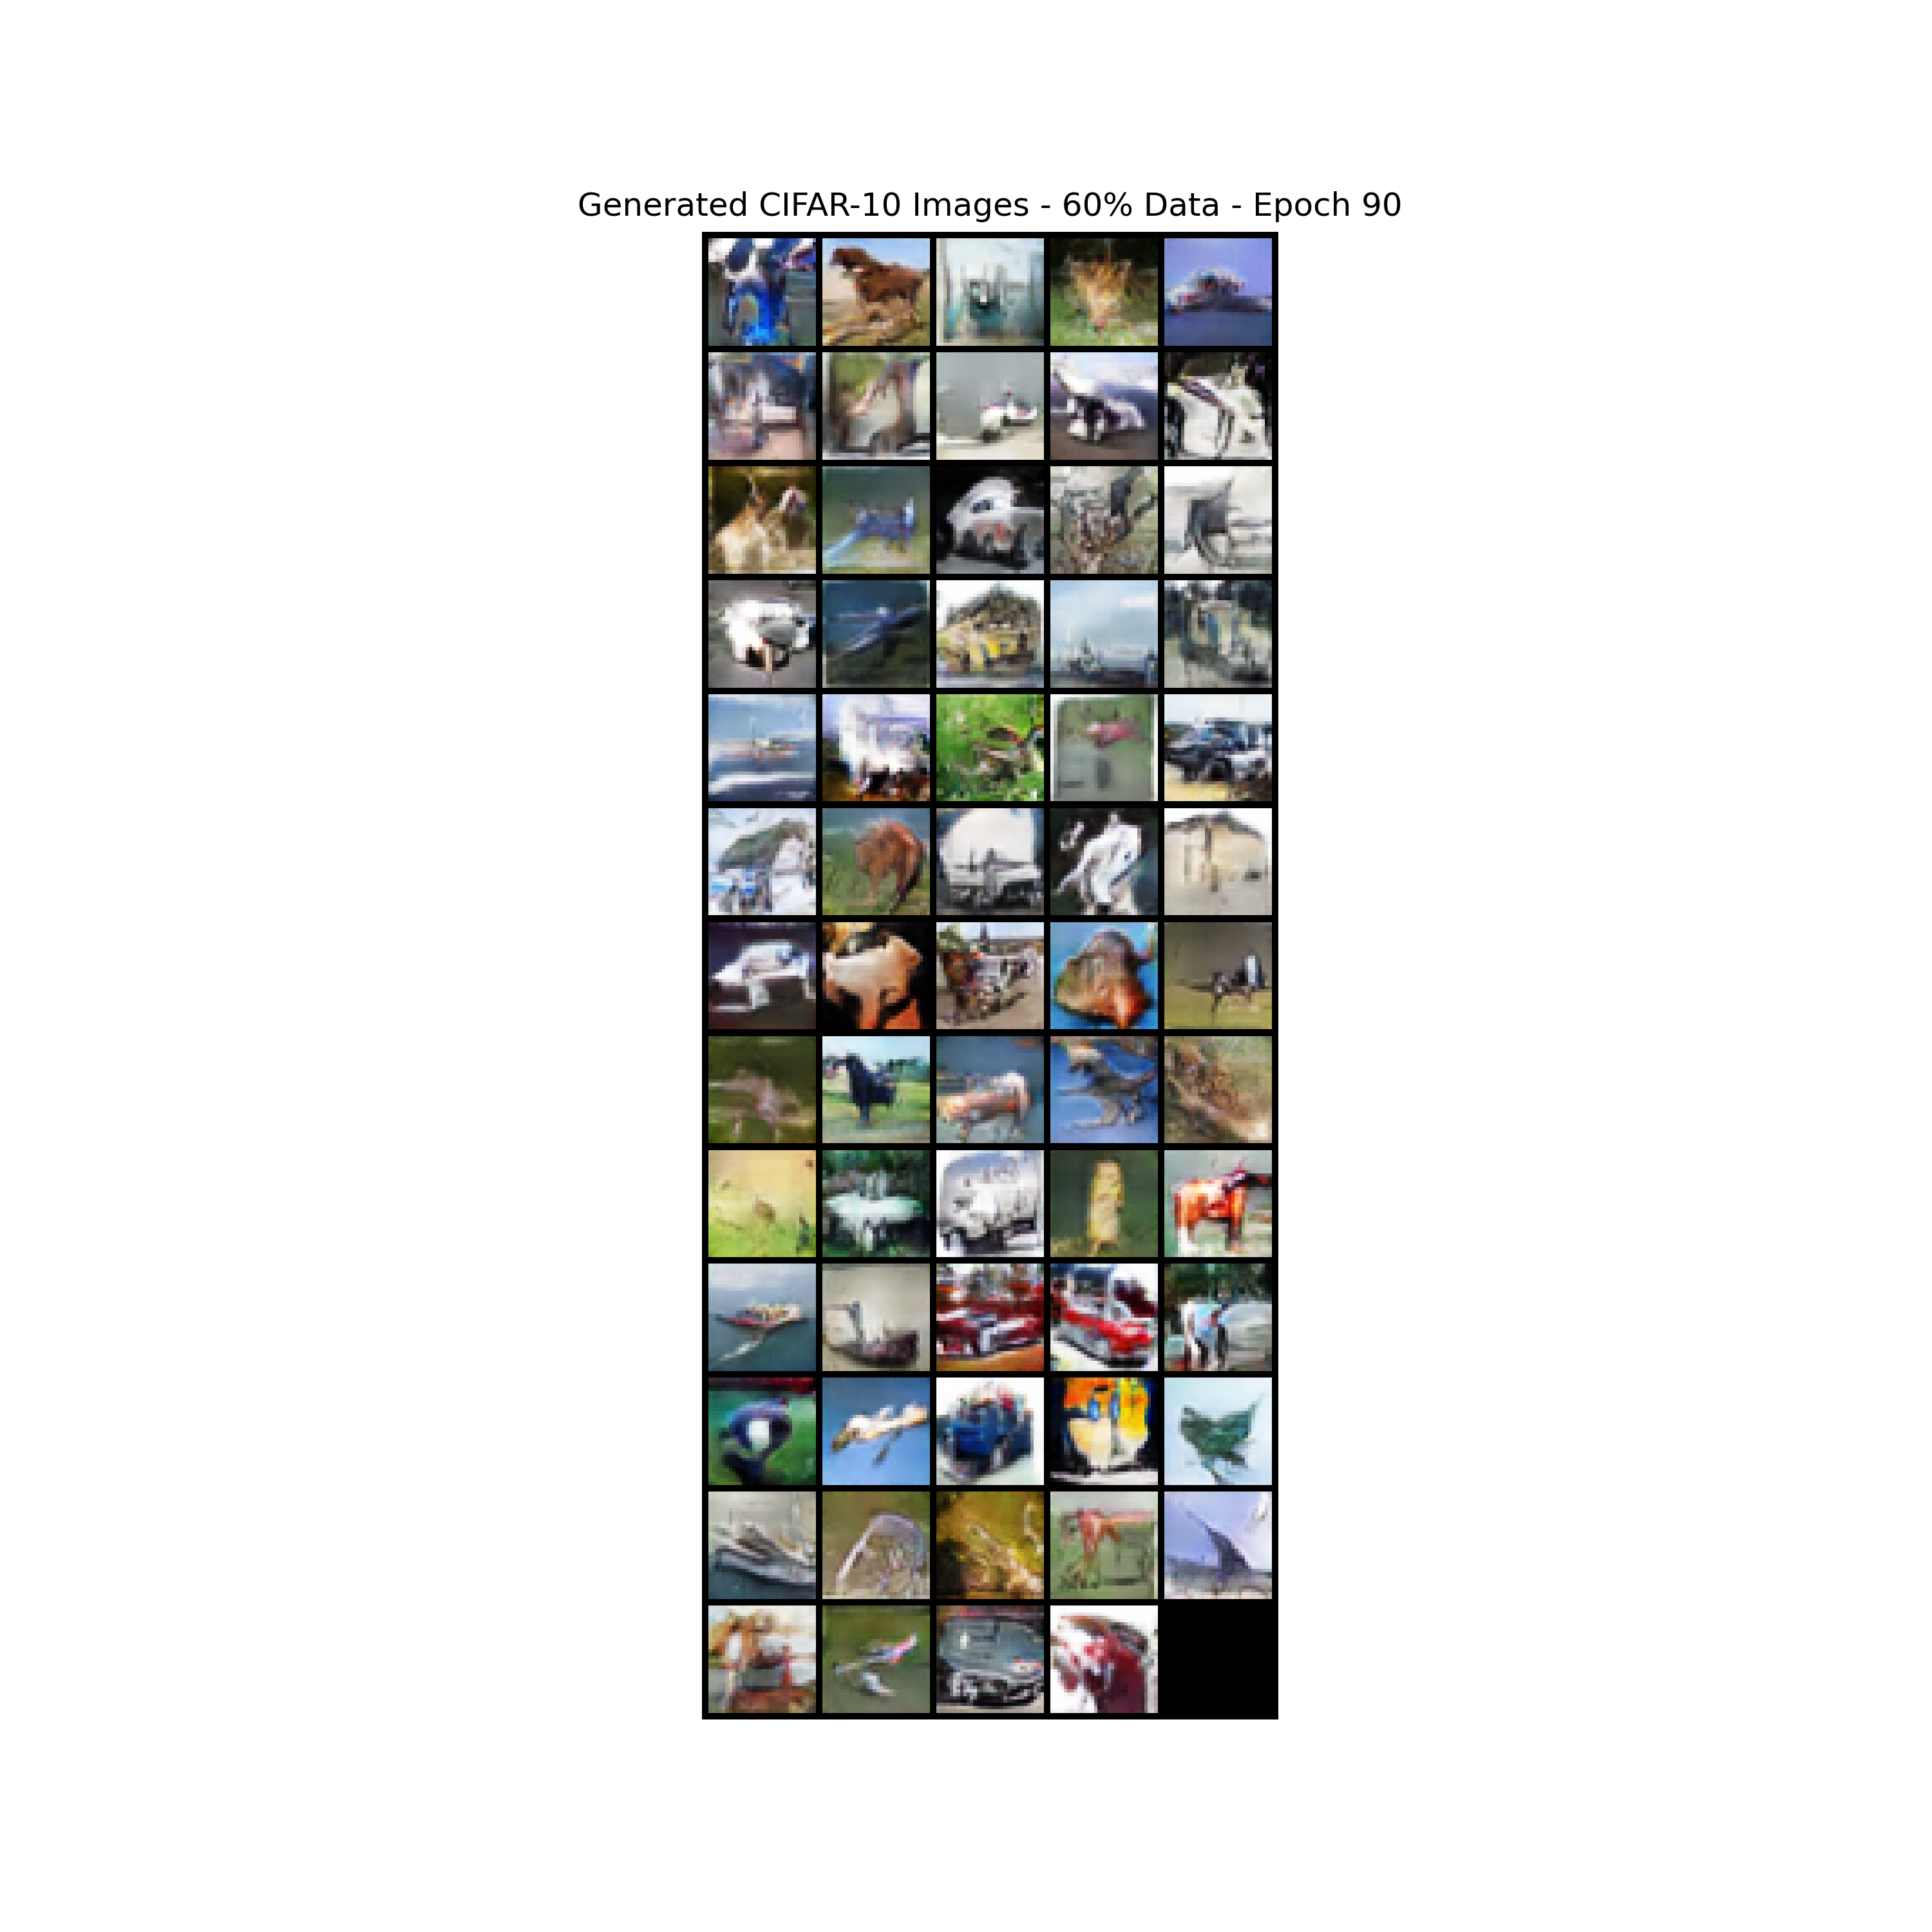 Generated CIFAR-10 Images - 60% Data - Epoch 90